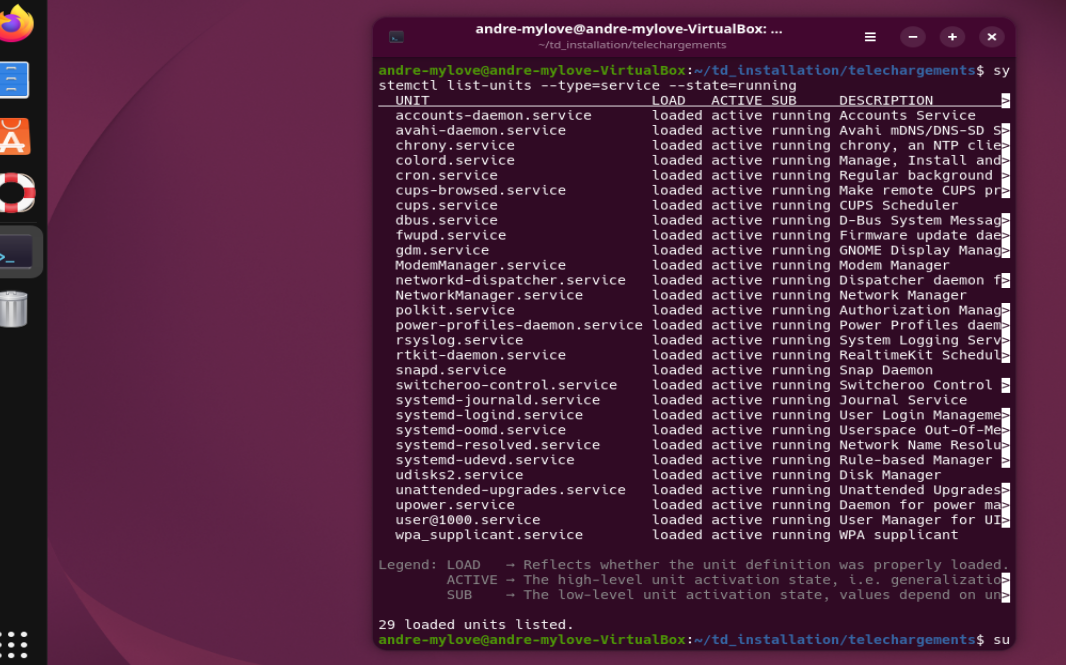 andre-mylove@andre-mylove-VirtualBox: ...
~/td_installation/telechargements
andre-mylove@andre-mylove-VirtualBox:~/td_installation/telechargements$ sy
stemctl list-units --type=service --state=running
  UNIT                          LOAD   ACTIVE SUB     DESCRIPTION        >
  accounts-daemon.service       loaded active running Accounts Service
  avahi-daemon.service          loaded active running Avahi mDNS/DNS-SD S>
  chrony.service                loaded active running chrony, an NTP clie>
  colord.service                loaded active running Manage, Install and>
  cron.service                  loaded active running Regular background >
  cups-browsed.service          loaded active running Make remote CUPS pr>
  cups.service                  loaded active running CUPS Scheduler
  dbus.service                  loaded active running D-Bus System Messag>
  fwupd.service                 loaded active running Firmware update dae>
  gdm.service                   loaded active running GNOME Display Manag>
  ModemManager.service          loaded active running Modem Manager
  networkd-dispatcher.service   loaded active running Dispatcher daemon f>
  NetworkManager.service        loaded active running Network Manager
  polkit.service                loaded active running Authorization Manag>
  power-profiles-daemon.service loaded active running Power Profiles daem>
  rsyslog.service               loaded active running System Logging Serv>
  rtkit-daemon.service          loaded active running RealtimeKit Schedul>
  snapd.service                 loaded active running Snap Daemon
  switcheroo-control.service    loaded active running Switcheroo Control >
  systemd-journald.service      loaded active running Journal Service
  systemd-logind.service        loaded active running User Login Manageme>
  systemd-oomd.service          loaded active running Userspace Out-Of-Me>
  systemd-resolved.service      loaded active running Network Name Resolu>
  systemd-udevd.service         loaded active running Rule-based Manager >
  udisks2.service               loaded active running Disk Manager
  unattended-upgrades.service   loaded active running Unattended Upgrades>
  upower.service                loaded active running Daemon for power ma>
  user@1000.service             loaded active running User Manager for UI>
  wpa_supplicant.service        loaded active running WPA supplicant
Legend: LOAD   → Reflects whether the unit definition was properly loaded.
        ACTIVE → The high-level unit activation state, i.e. generalizatio>
        SUB    → The low-level unit activation state, values depend on un>
29 loaded units listed.
andre-mylove@andre-mylove-VirtualBox:~/td_installation/telechargements$ su